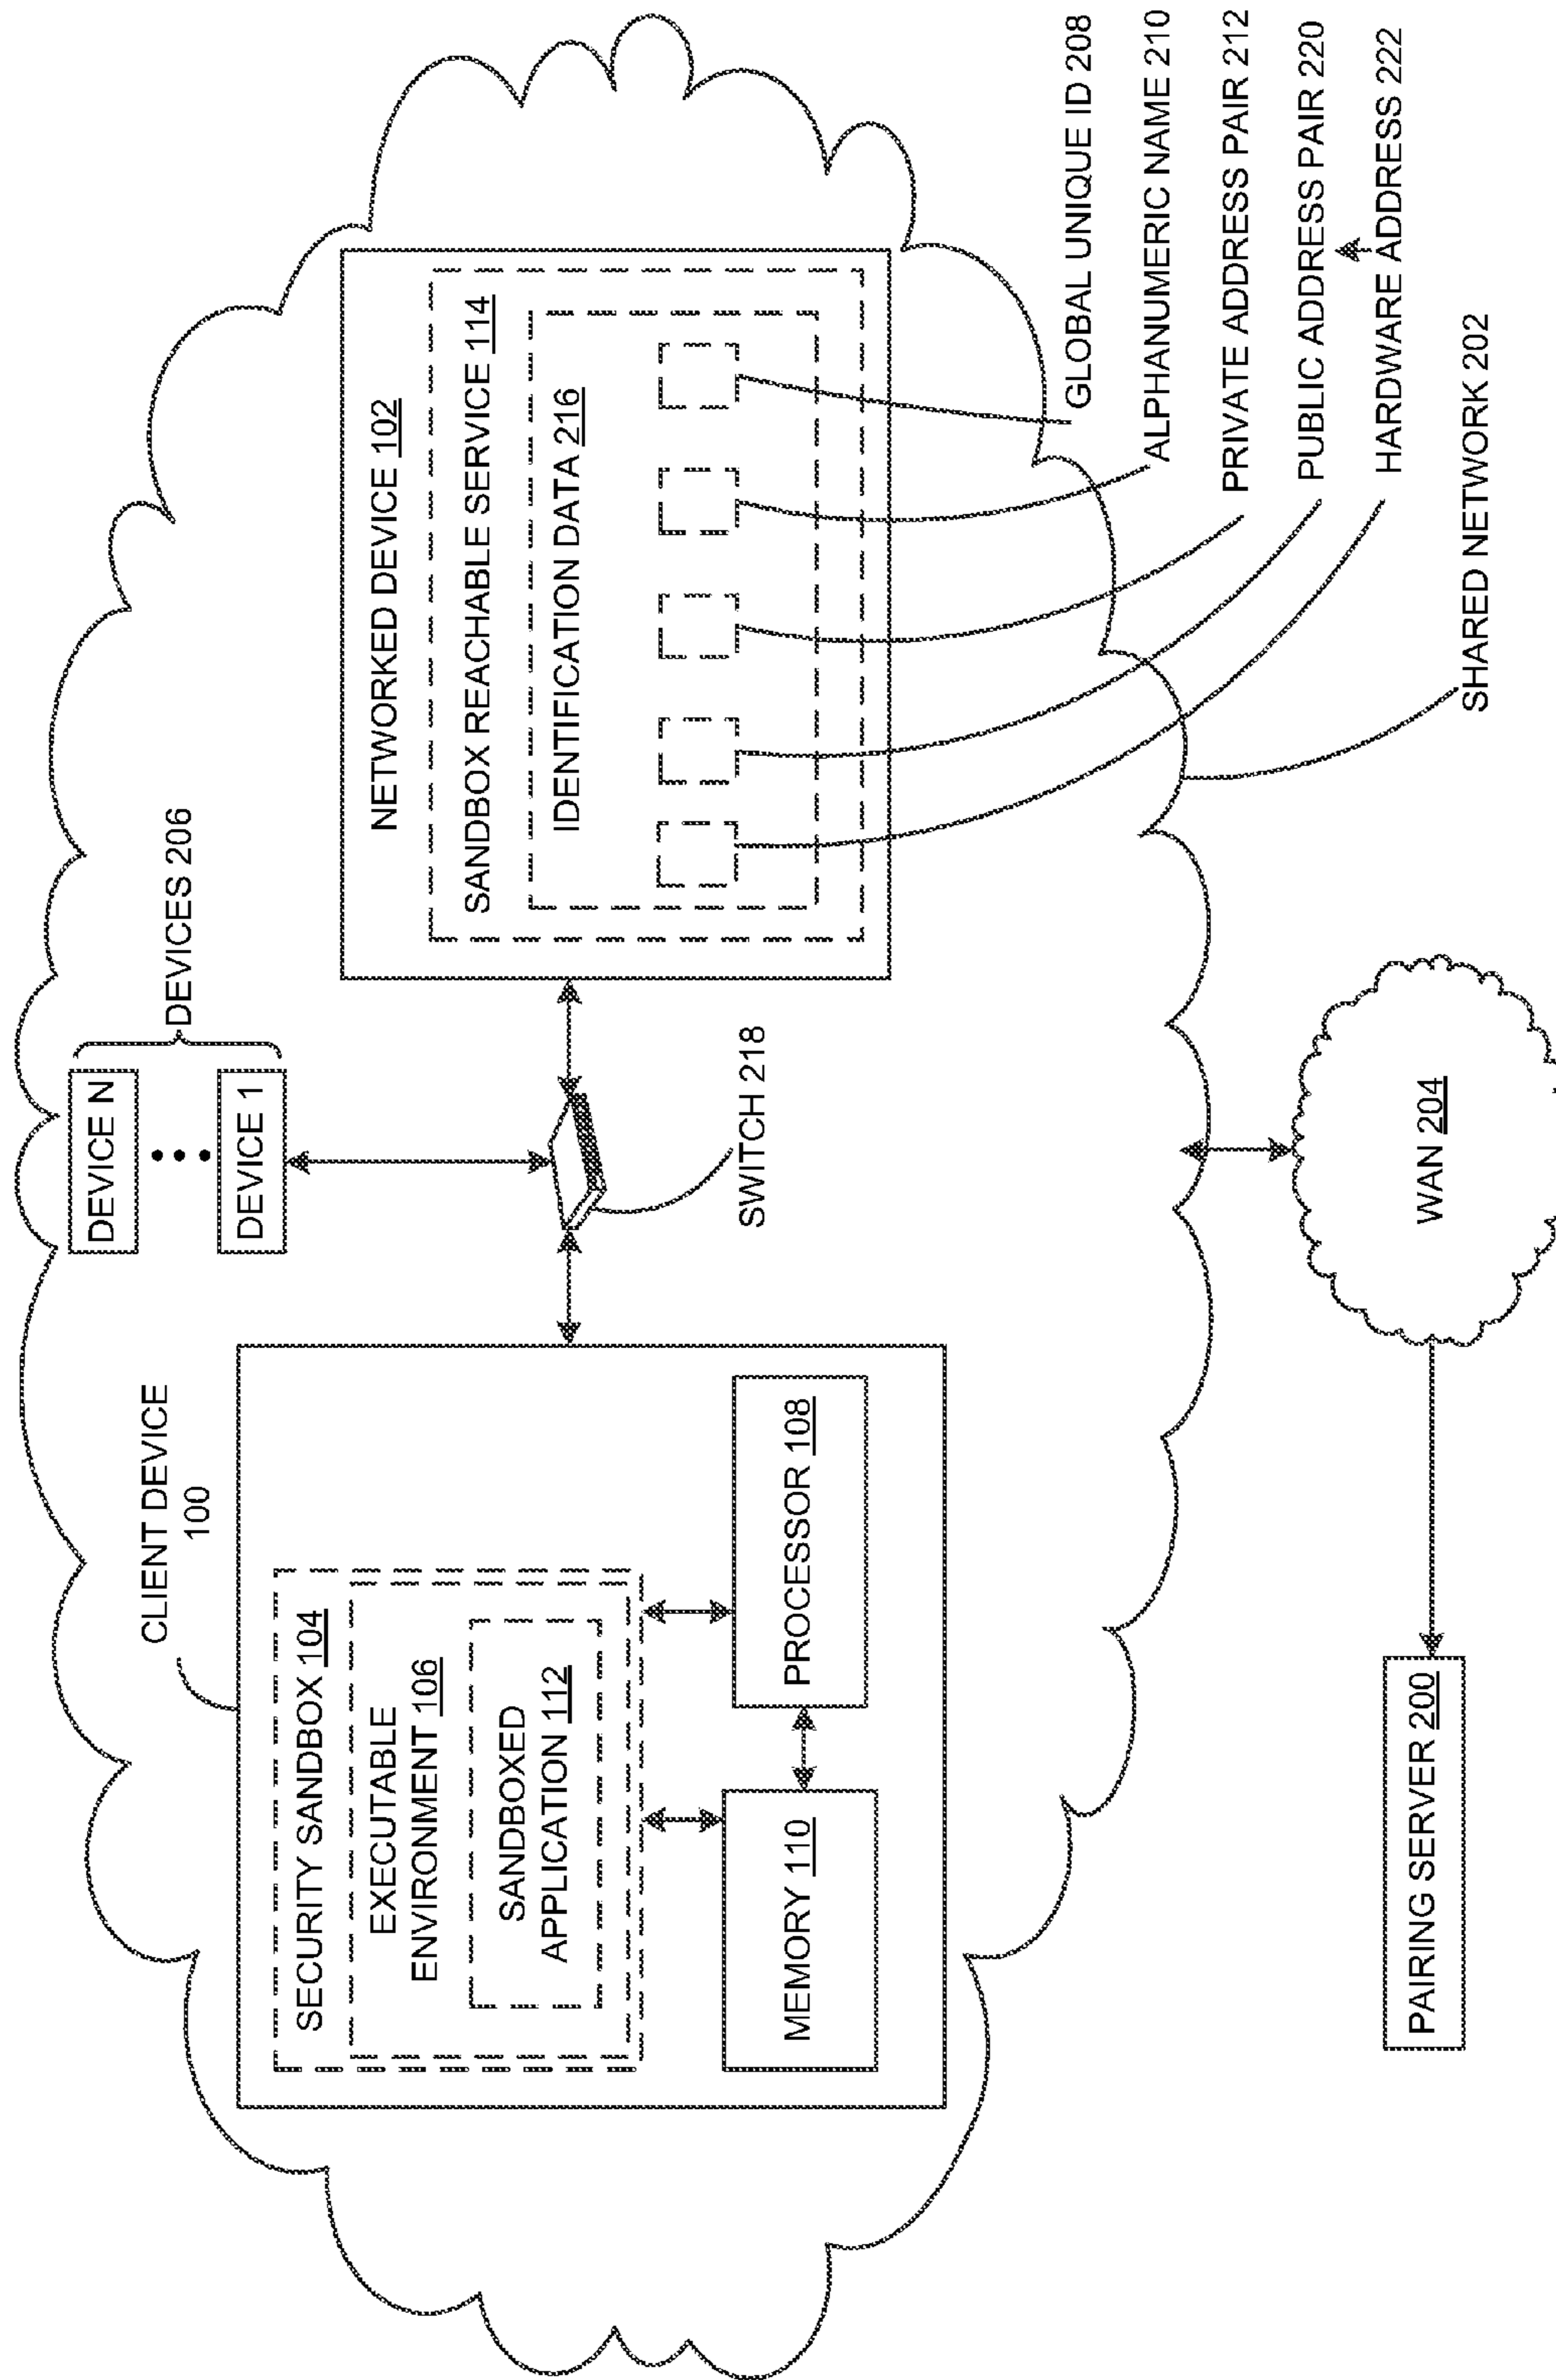 DEVICE N
DEVICE 1
DEVICES 206
CLIENT DEVICE
100
SECURITY SANDBOX 104
EXECUTABLE
ENVIRONMENT 106
SANDBOXED
APPLICATION 112
MEMORY 110
PROCESSOR 108
SWITCH 218
NETWORKED DEVICE 102
SANDBOX REACHABLE SERVICE 114
IDENTIFICATION DATA 216
GLOBAL UNIQUE ID 208
ALPHANUMERIC NAME 210
PRIVATE ADDRESS PAIR 212
PUBLIC ADDRESS PAIR 220
HARDWARE ADDRESS 222
SHARED NETWORK 202
PAIRING SERVER 200
WAN 204